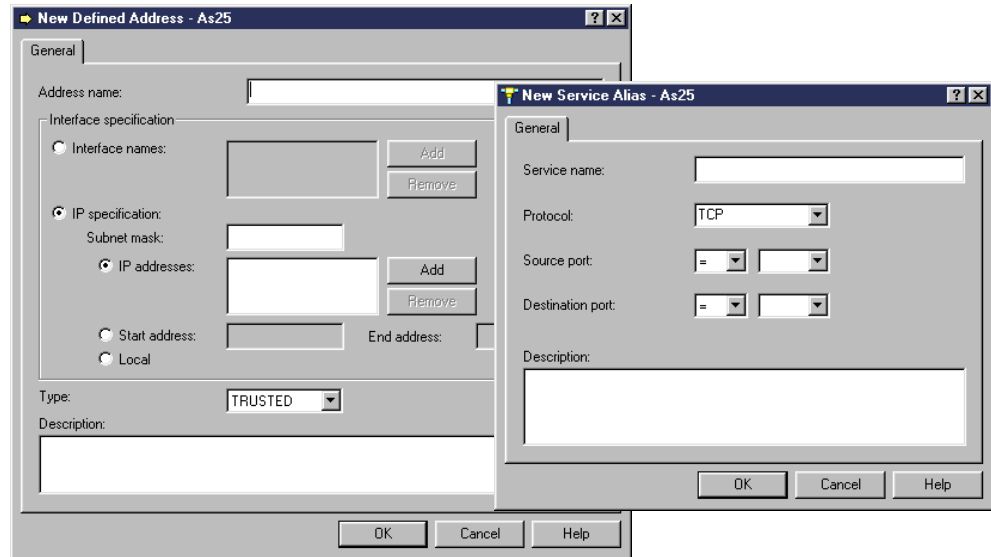 New Defined Address - As25
General
Address name:
Interface specification
Interface names:
Add
Remove
IP specification:
Subnet mask:
IP addresses:
Add
Remove
Start address:
End address:
Local
Type:
TRUSTED
Description:
OK
Cancel
Help
New Service Alias - As25
General
Service name:
Protocol:
TCP
Source port:
=
Destination port:
=
Description:
OK
Cancel
Help